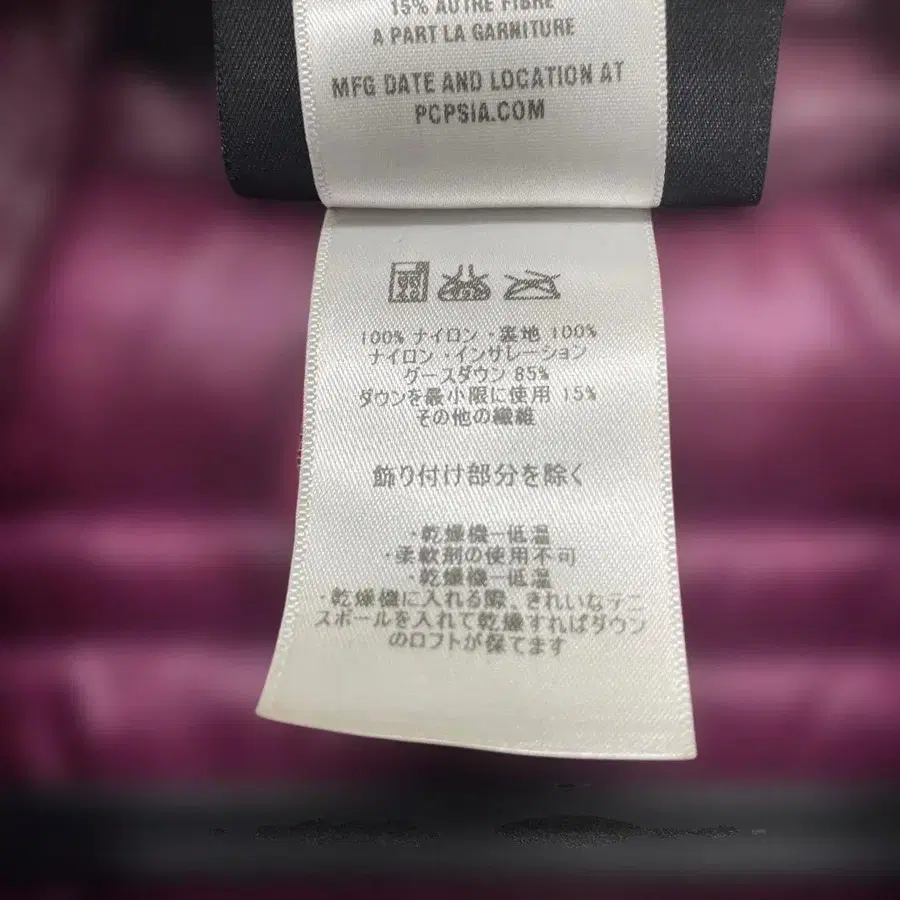 15% AUTRE FIBRE
A PART LA GARNITURE
MFG DATE AND LOCATION AT
PCPSIA.COM
100% ナイロン・裏地 100%
ナイロン・インサレーション
グースダウン 85%
ダウンを最小限に使用 15%
その他の繊維
飾り付け部分を除く
・乾燥機ー低温
・柔軟剤の使用不可
・乾燥機ー低温
・乾燥機に入れる際、きれいなテニ
スボールを入れて乾燥すればダウン
のロフトが保てます